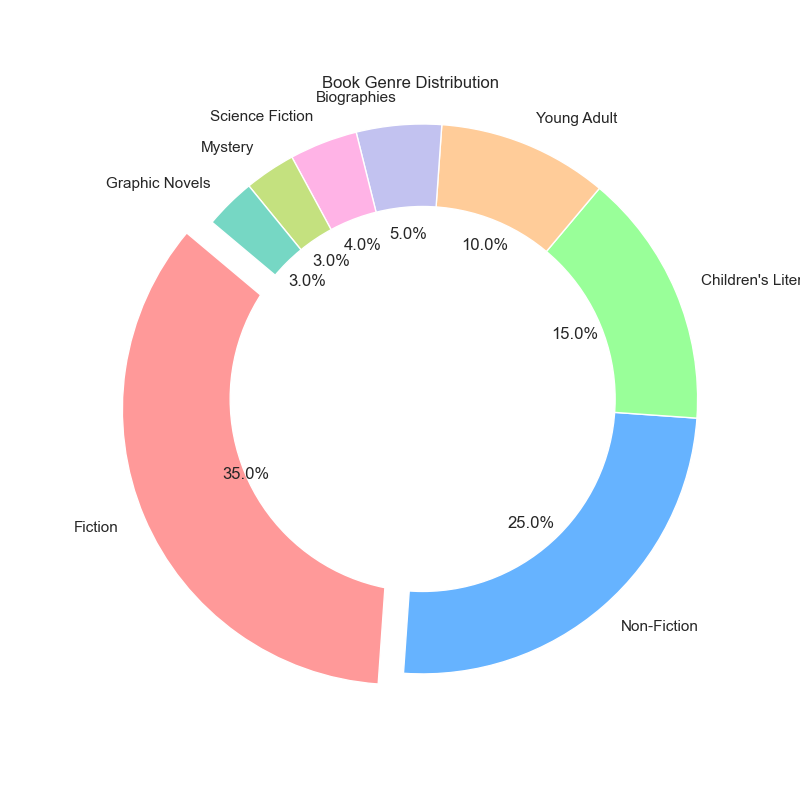 Book Genre Distribution
Biographies
Science Fiction
Young Adult
Mystery
Graphic Novels
5.0%
4.0%
10.0%
3.0%
3.0%
Children's Liter
15.0%
35.0%
25.0%
Fiction
Non-Fiction